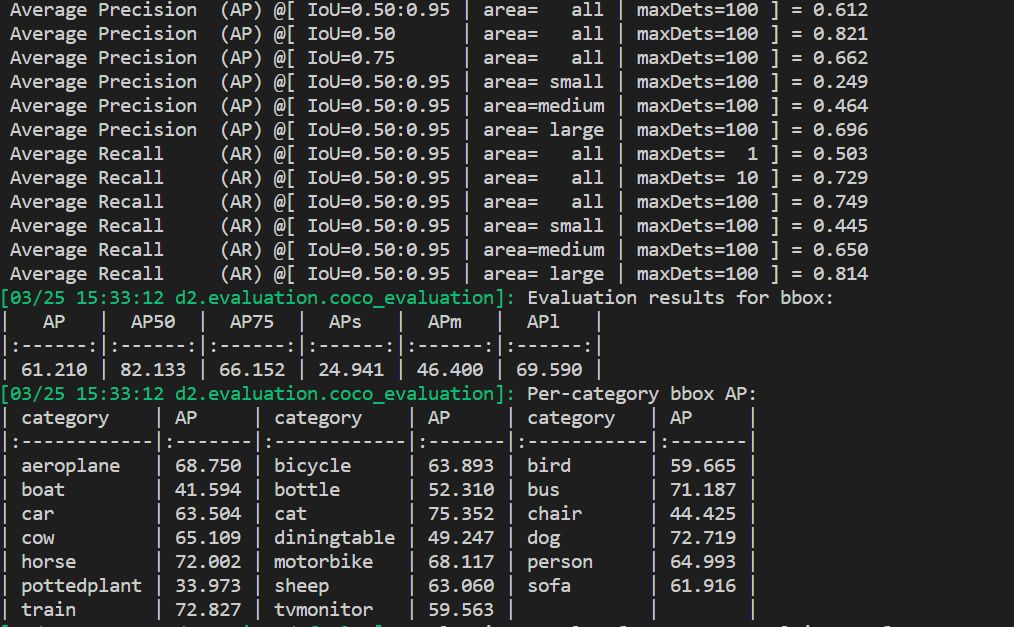 Average Precision  (AP) @[ IoU=0.50:0.95 | area=   all | maxDets=100 ] = 0.612
Average Precision  (AP) @[ IoU=0.50      | area=   all | maxDets=100 ] = 0.821
Average Precision  (AP) @[ IoU=0.75      | area=   all | maxDets=100 ] = 0.662
Average Precision  (AP) @[ IoU=0.50:0.95 | area= small | maxDets=100 ] = 0.249
Average Precision  (AP) @[ IoU=0.50:0.95 | area=medium | maxDets=100 ] = 0.464
Average Precision  (AP) @[ IoU=0.50:0.95 | area= large | maxDets=100 ] = 0.696
Average Recall     (AR) @[ IoU=0.50:0.95 | area=   all | maxDets=  1 ] = 0.503
Average Recall     (AR) @[ IoU=0.50:0.95 | area=   all | maxDets= 10 ] = 0.729
Average Recall     (AR) @[ IoU=0.50:0.95 | area=   all | maxDets=100 ] = 0.749
Average Recall     (AR) @[ IoU=0.50:0.95 | area= small | maxDets=100 ] = 0.445
Average Recall     (AR) @[ IoU=0.50:0.95 | area=medium | maxDets=100 ] = 0.650
Average Recall     (AR) @[ IoU=0.50:0.95 | area= large | maxDets=100 ] = 0.814
[03/25 15:33:12 d2.evaluation.coco_evaluation]: Evaluation results for bbox:
|   AP   |  AP50  |  AP75  |  APs   |  APm   |  APl   |
|:------:|:------:|:------:|:------:|:------:|:------:|
| 61.210 | 82.133 | 66.152 | 24.941 | 46.400 | 69.590 |
[03/25 15:33:12 d2.evaluation.coco_evaluation]: Per-category bbox AP:
| category    | AP     | category    | AP     | category   | AP     |
|:------------|:-------|:------------|:-------|:-----------|:-------|
| aeroplane   | 68.750 | bicycle     | 63.893 | bird       | 59.665 |
| boat        | 41.594 | bottle      | 52.310 | bus        | 71.187 |
| car         | 63.504 | cat         | 75.352 | chair      | 44.425 |
| cow         | 65.109 | diningtable | 49.247 | dog        | 72.719 |
| horse       | 72.002 | motorbike   | 68.117 | person     | 64.993 |
| pottedplant | 33.973 | sheep       | 63.060 | sofa       | 61.916 |
| train       | 72.827 | tvmonitor   | 59.563 |            |        |